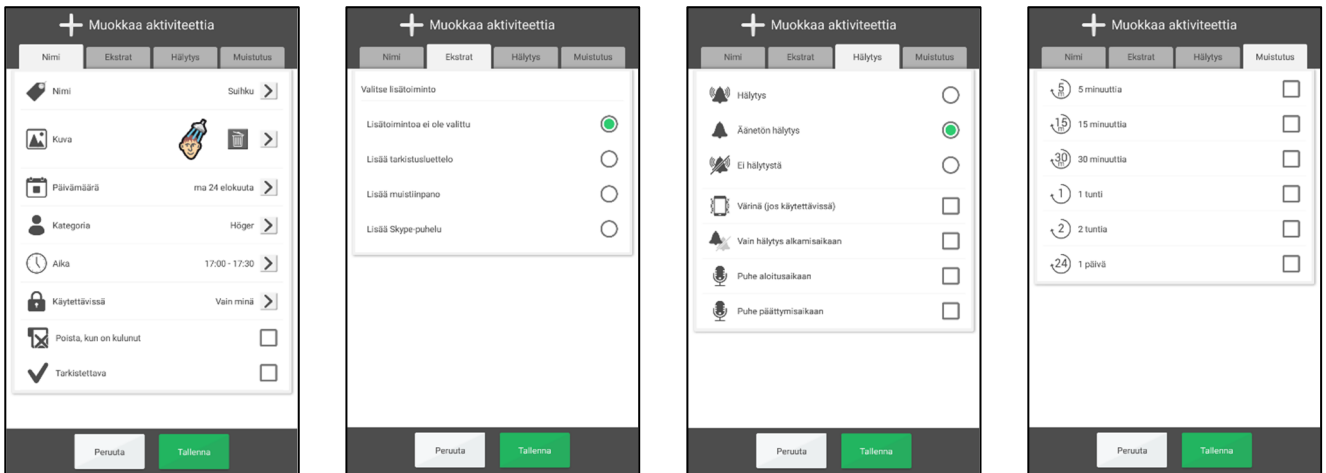 Muokkaa aktiviteettia
Nimi Ekstrat Hälytys Muistutus
Nimi Suihku
Kuva
Päivämäärä ma 24 elokuuta
Kategoria Höger
Aika 17:00 - 17:30
Käytettävissä Vain minä
Poista, kun on kulunut
Tarkistettava
Peruuta Tallenna
Muokkaa aktiviteettia
Nimi Ekstrat Hälytys Muistutus
Valitse lisätoiminto
Lisätoimintoa ei ole valittu
Lisää tarkistusluettelo
Lisää muistiinpano
Lisää Skype-puhelu
Peruuta Tallenna
Muokkaa aktiviteettia
Nimi Ekstrat Hälytys Muistutus
Hälytys
Äänetön hälytys
Ei hälytystä
Värinä (jos käytettävissä)
Vain hälytys alkamisaikaan
Puhe aloitusaikaan
Puhe päättymisaikaan
Peruuta Tallenna
Muokkaa aktiviteettia
Nimi Ekstrat Hälytys Muistutus
5 m 5 minuuttia
15 m 15 minuuttia
30 m 30 minuuttia
1 1 tunti
2 2 tuntia
24 1 päivä
Peruuta Tallenna